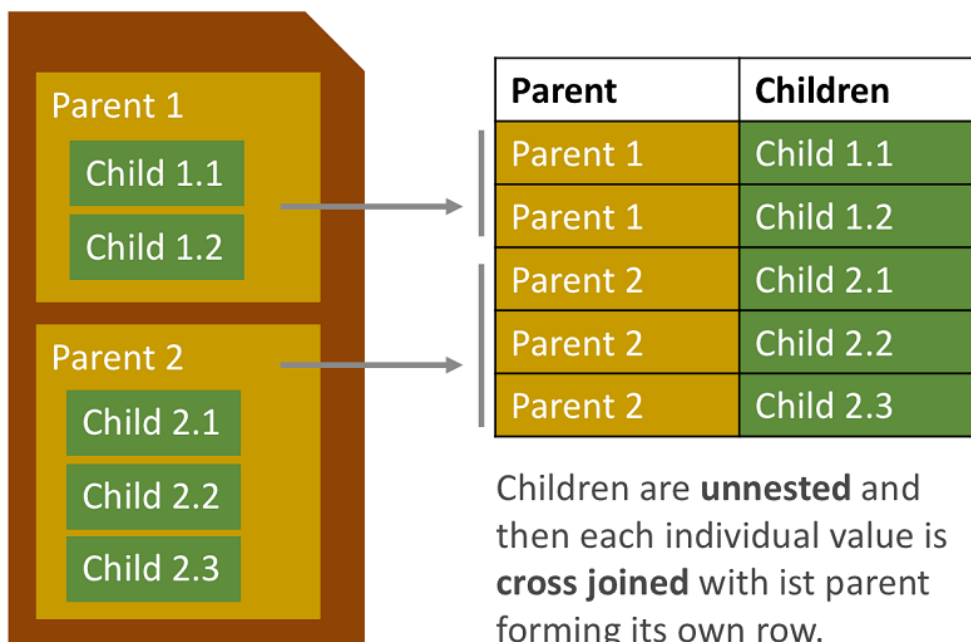 Parent 1
Child 1.1
Child 1.2
Parent 2
Child 2.1
Child 2.2
Child 2.3
Parent Children
Parent 1 Child 1.1
Parent 1 Child 1.2
Parent 2 Child 2.1
Parent 2 Child 2.2
Parent 2 Child 2.3
Children are unnested and
then each individual value is
cross joined with ist parent
forming its own row.